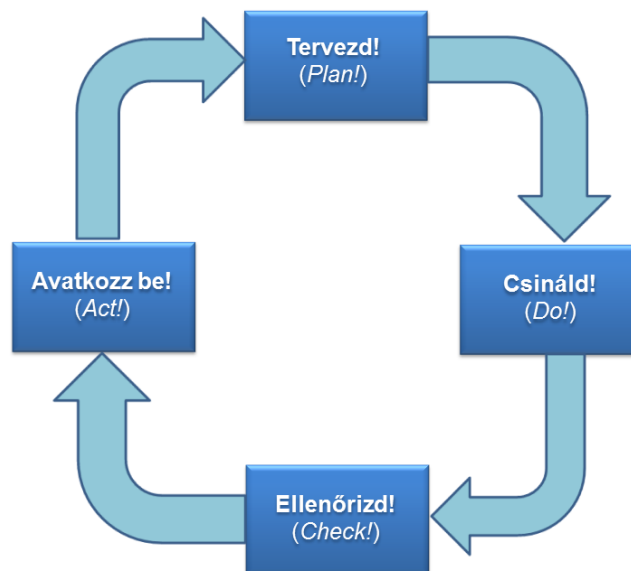 Tervezd!
(Plan!)
Csináld!
(Do!)
Ellenőrizd!
(Check!)
Avatkozz be!
(Act!)